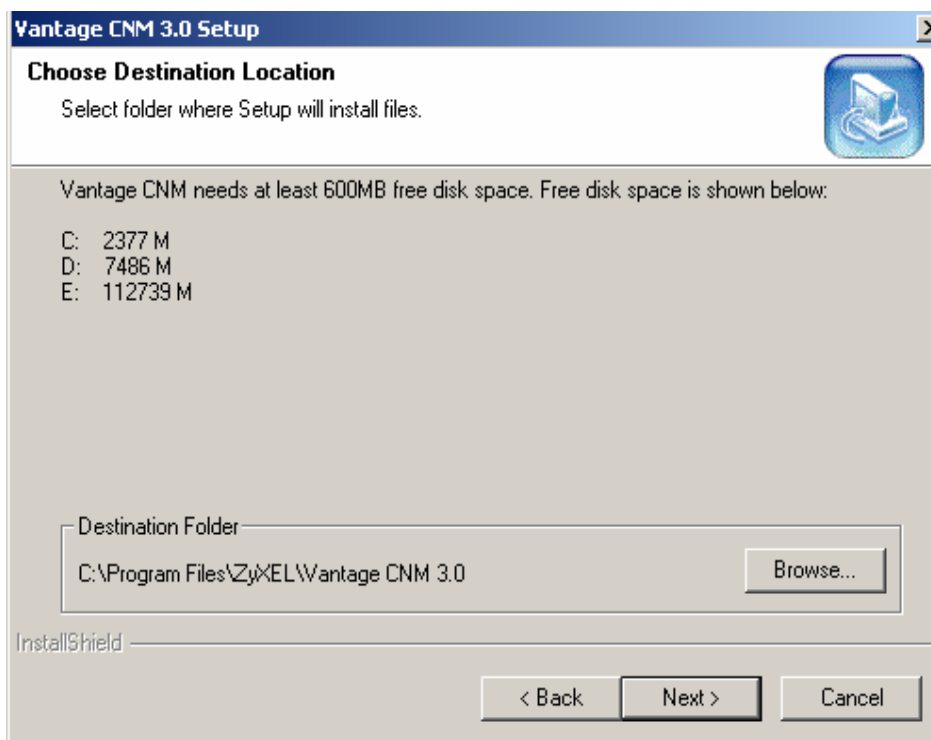 Vantage CNM 3.0 Setup
Choose Destination Location
Select folder where Setup will install files.
Vantage CNM needs at least 600MB free disk space. Free disk space is shown below:
C: 2377 M
D: 7486 M
E: 112739 M
Destination Folder
C:\Program Files\ZyXEL\Vantage CNM 3.0
Browse...
InstallShield
< Back
Next >
Cancel